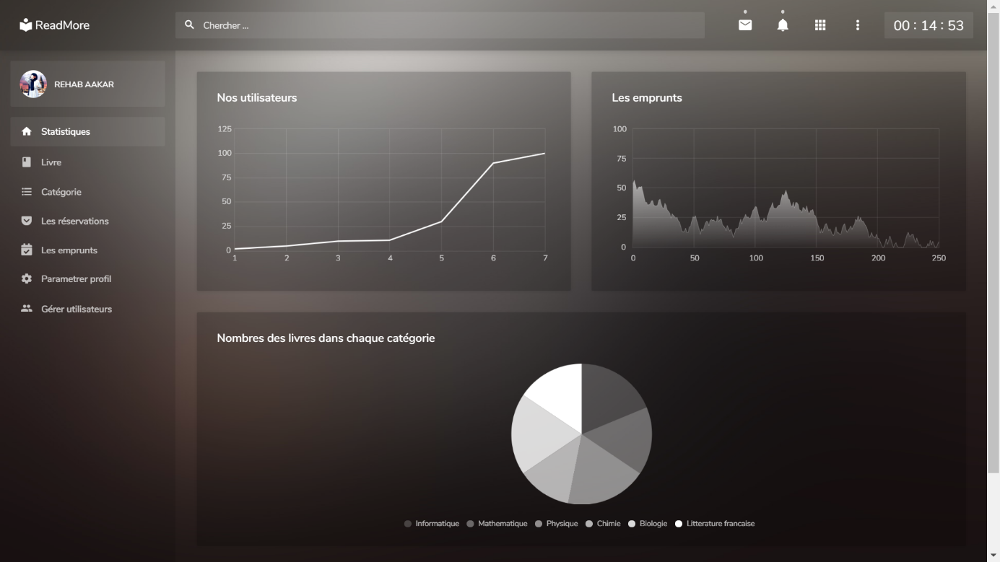 ReadMore
Chercher ...
00 : 14 : 53
REHAB AAKAR
Statistiques
Livre
Catégorie
Les réservations
Les emprunts
Parametrer profil
Gérer utilisateurs
Nos utilisateurs
125
100
75
50
25
0
1 2 3 4 5 6 7
Les emprunts
100
75
50
25
0
0 50 100 150 200 250
Nombres des livres dans chaque catégorie
Informatique Mathematique Physique Chimie Biologie Litterature francaise